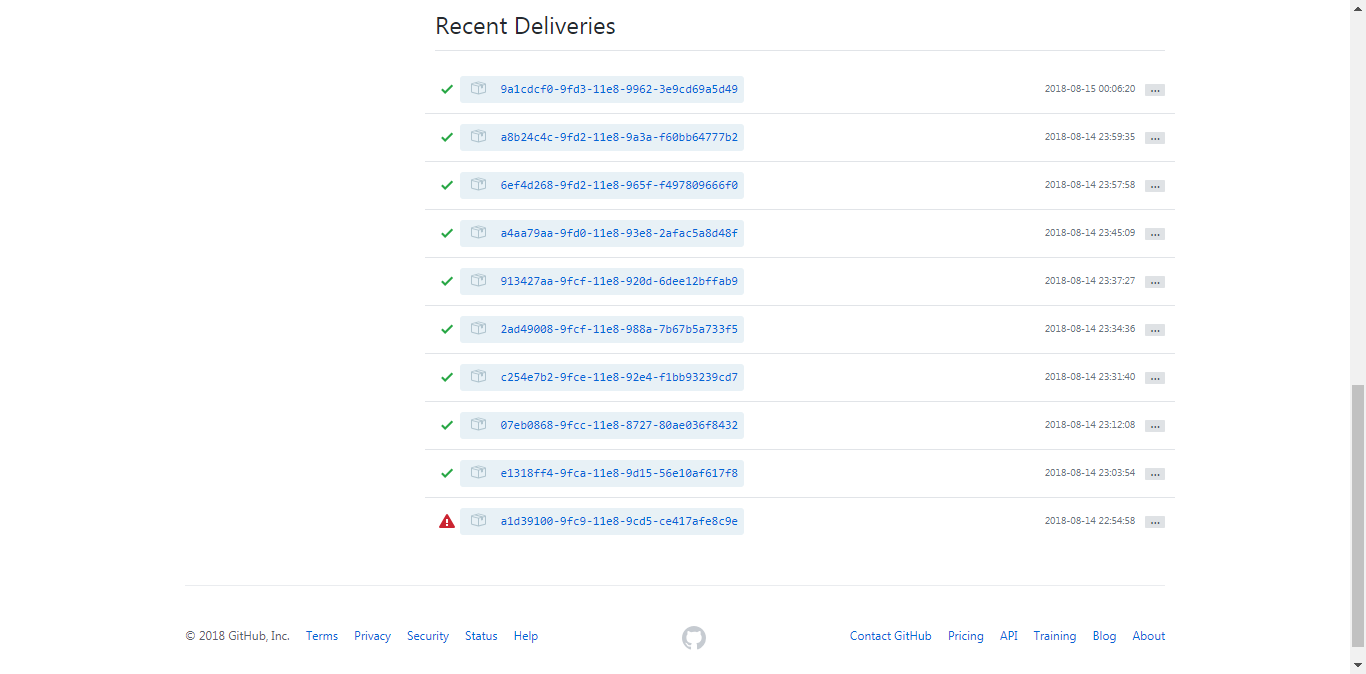 Recent Deliveries
9a1cdcf0-9fd3-11e8-9962-3e9cd69a5d49 2018-08-15 00:06:20 ...
a8b24c4c-9fd2-11e8-9a3a-f60bb64777b2 2018-08-14 23:59:35 ...
6ef4d268-9fd2-11e8-965f-f497809666f0 2018-08-14 23:57:58 ...
a4aa79aa-9fd0-11e8-93e8-2afac5a8d48f 2018-08-14 23:45:09 ...
913427aa-9fcf-11e8-920d-6dee12bffab9 2018-08-14 23:37:27 ...
2ad49008-9fcf-11e8-988a-7b67b5a733f5 2018-08-14 23:34:36 ...
c254e7b2-9fce-11e8-92e4-f1bb93239cd7 2018-08-14 23:31:40 ...
07eb0868-9fcc-11e8-8727-80ae036f8432 2018-08-14 23:12:08 ...
e1318ff4-9fca-11e8-9d15-56e10af617f8 2018-08-14 23:03:54 ...
a1d39100-9fc9-11e8-9cd5-ce417afe8c9e 2018-08-14 22:54:58 ...
© 2018 GitHub, Inc. Terms Privacy Security Status Help Contact GitHub Pricing API Training Blog About